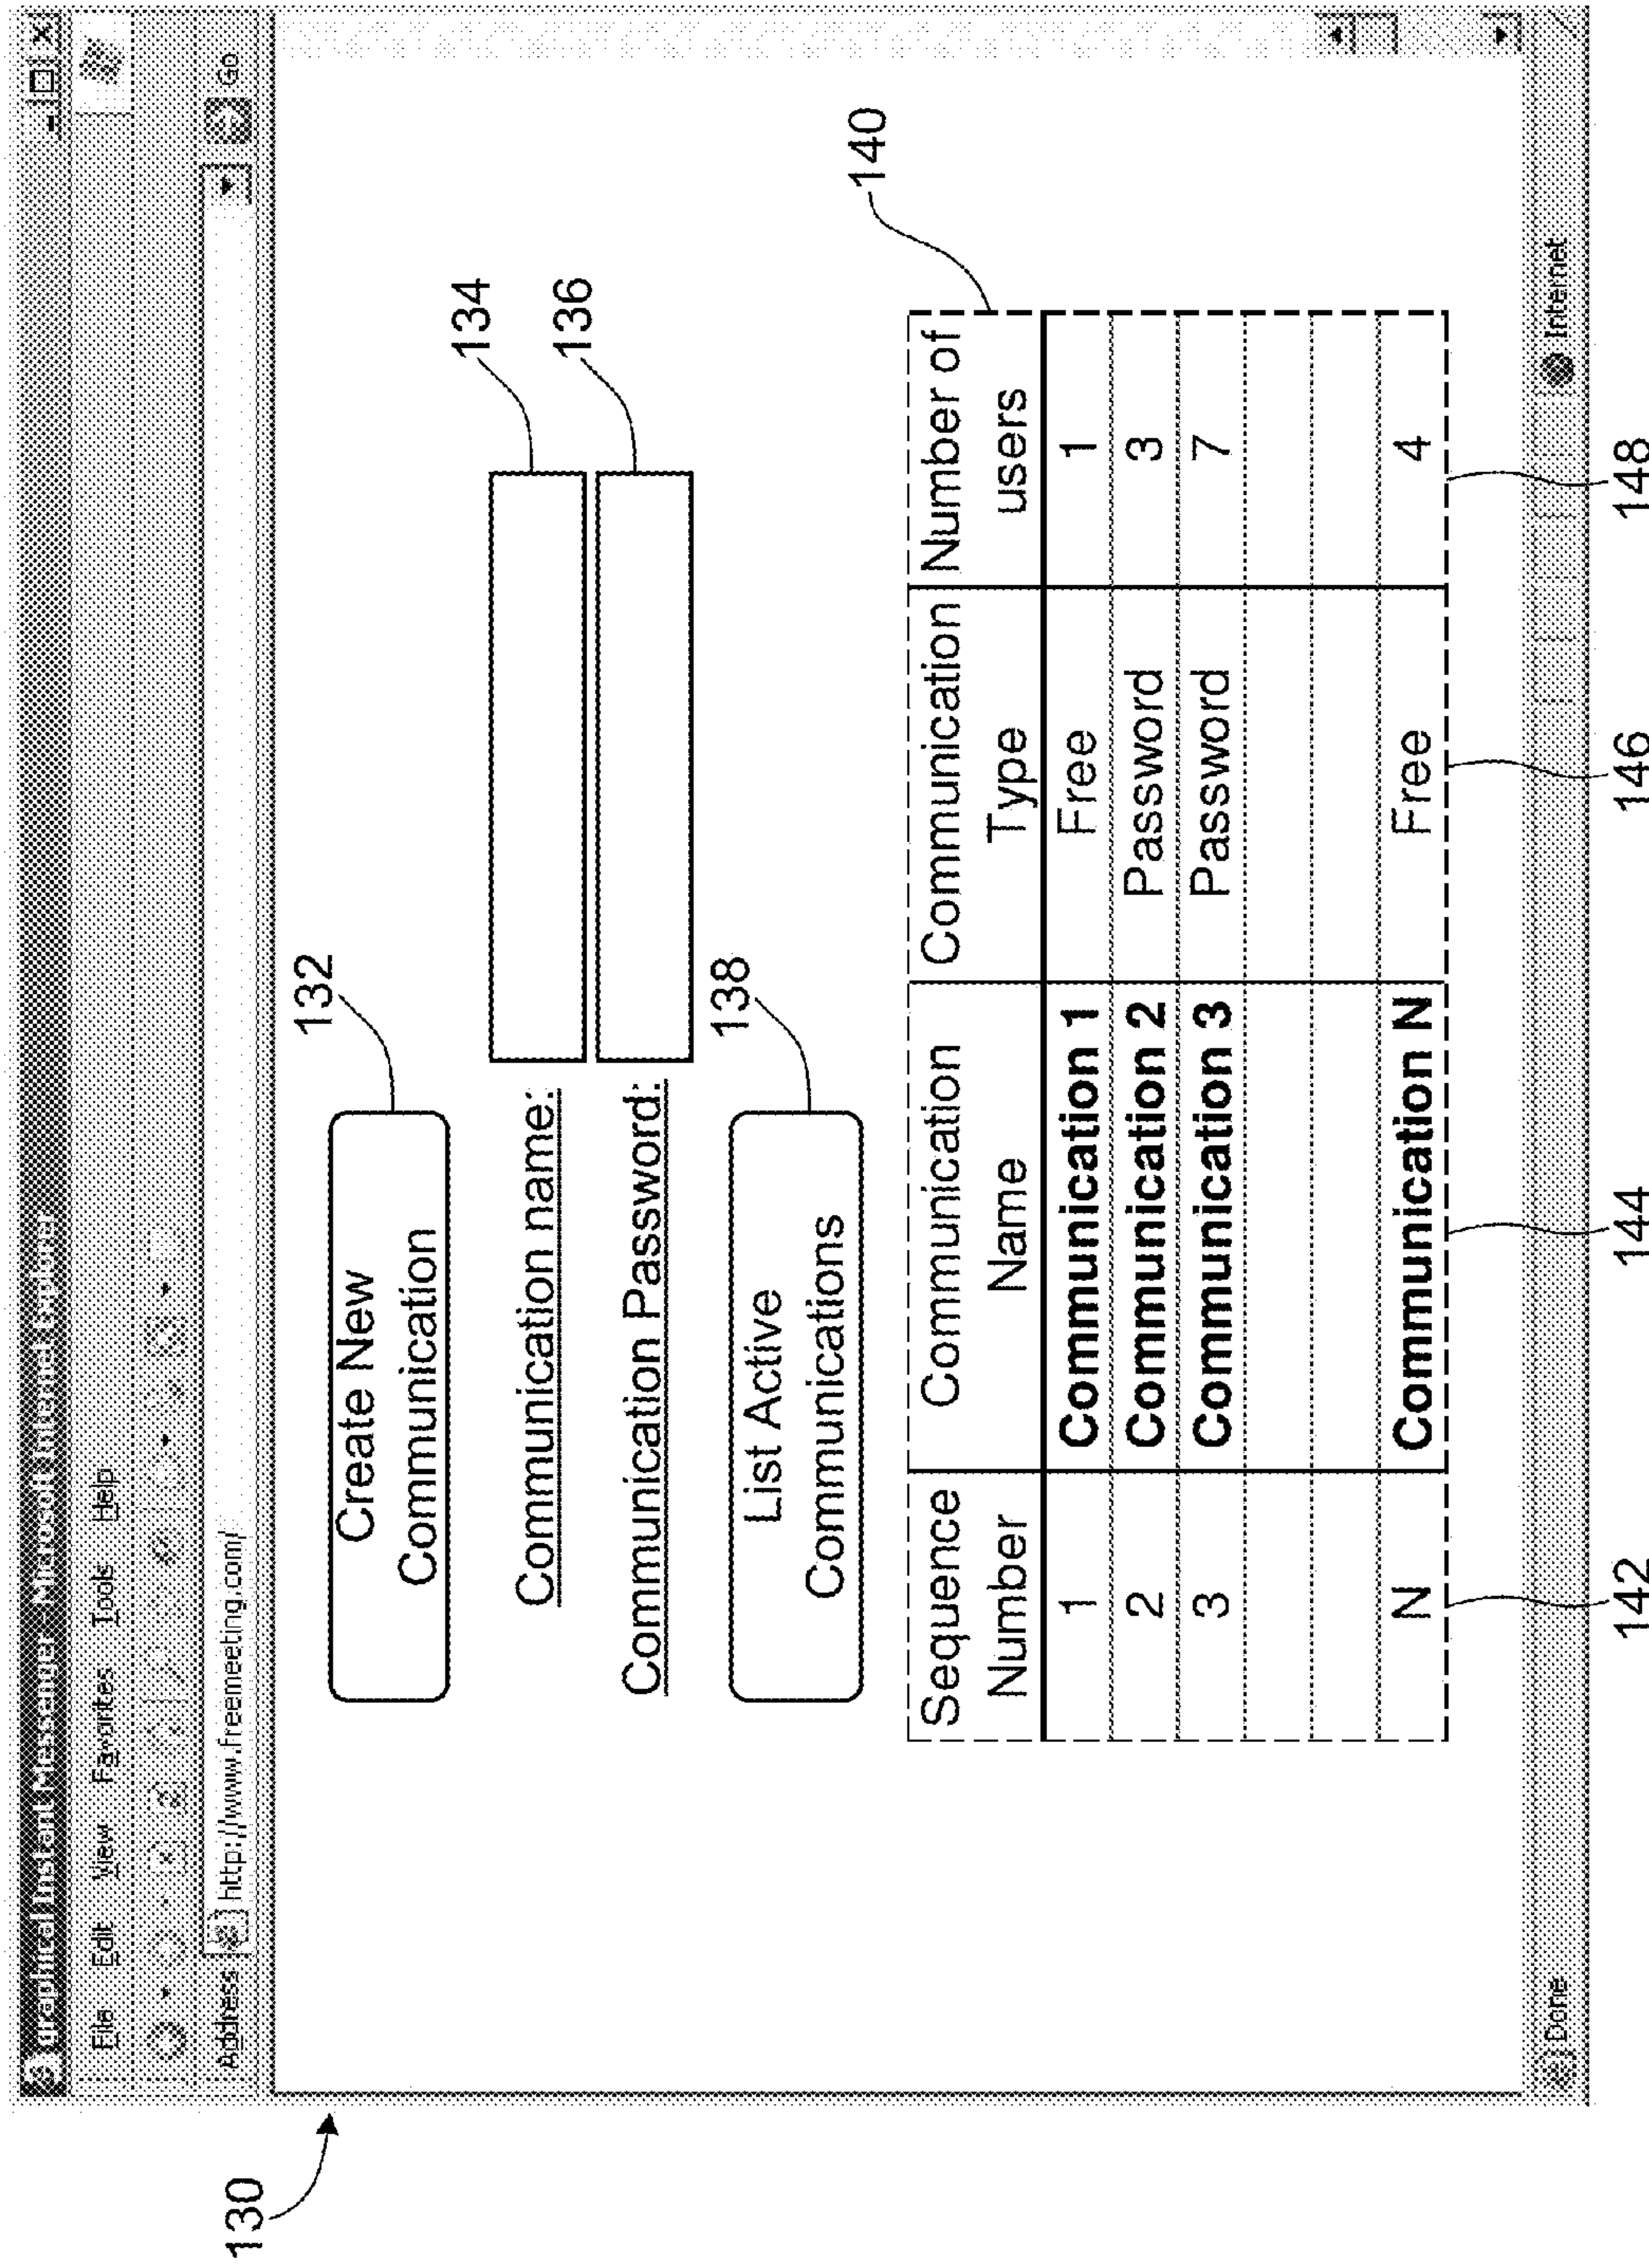 Graphical Instant Messenger - Microsoft Internet Explorer
File Edit View Favorites Tools Help
Address http://www.freemeeting.com/ Go
130
132
Create New
Communication
134
Communication name:
136
Communication Password:
138
List Active
Communications
140
Sequence Number Communication Name Communication Type Number of users
1 Communication 1 Free 1
2 Communication 2 Password 3
3 Communication 3 Password 7
N Communication N Free 4
Done Internet
142 144 146 148